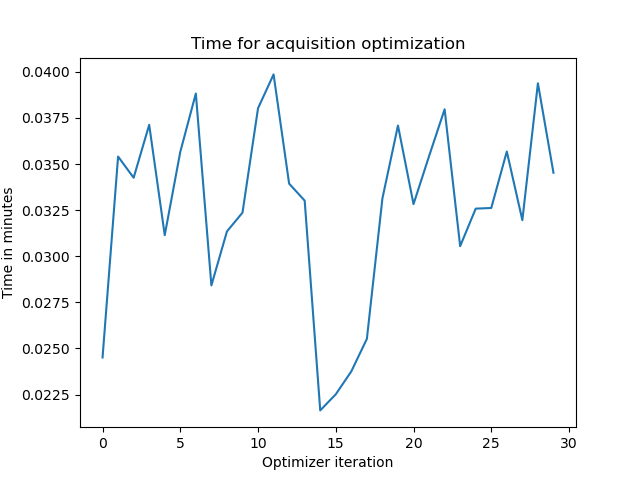 Time for acquisition optimization
Time in minutes
0.0400
0.0375
0.0350
0.0325
0.0300
0.0275
0.0250
0.0225
0 5 10 15 20 25 30
Optimizer iteration